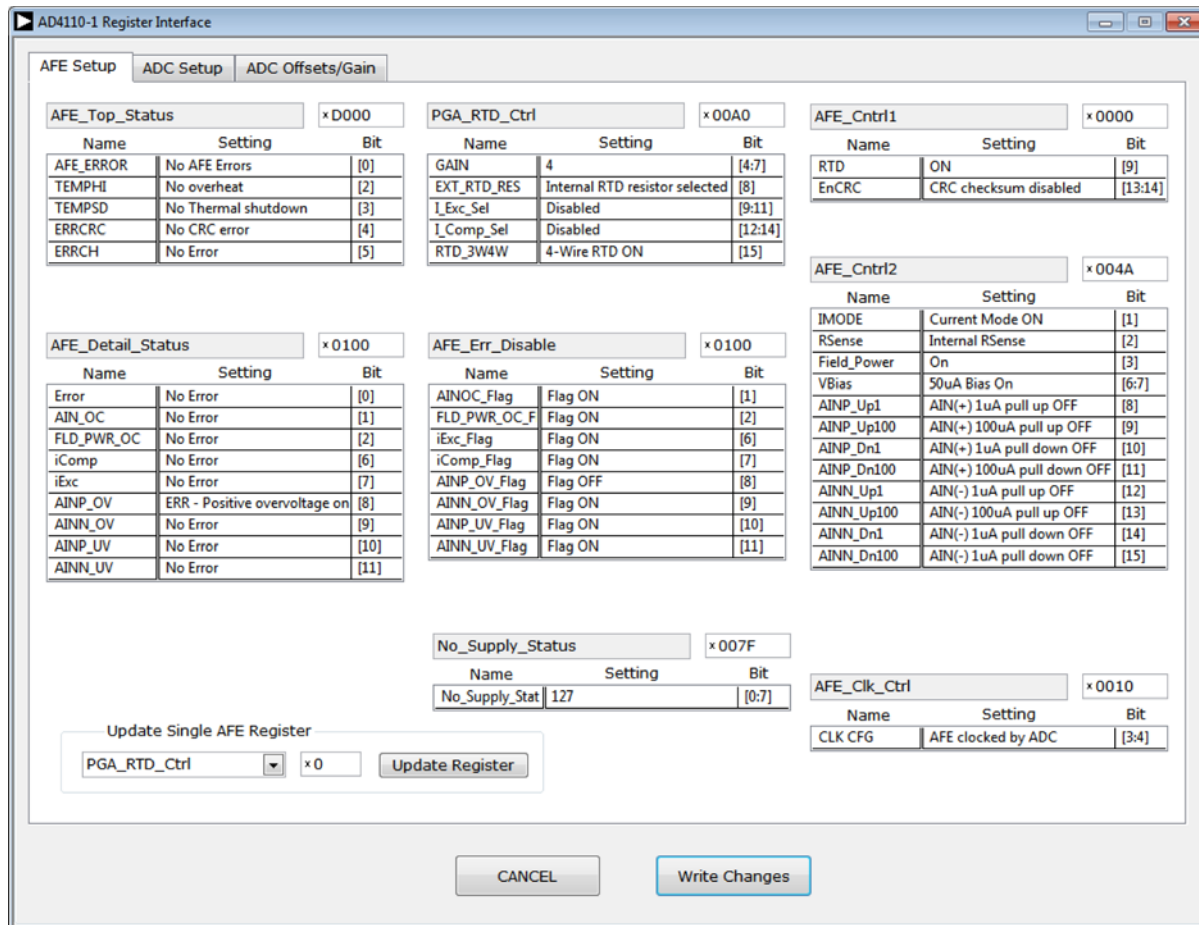 AD4110-1 Register Interface
AFE Setup ADC Setup ADC Offsets/Gain
AFE_Top_Status xD000
Name Setting Bit
AFE_ERROR No AFE Errors [0]
TEMPHI No overheat [2]
TEMPSD No Thermal shutdown [3]
ERRCRC No CRC error [4]
ERRCH No Error [5]
PGA_RTD_Ctrl x00A0
Name Setting Bit
GAIN 4 [4:7]
EXT_RTD_RES Internal RTD resistor selected [8]
I_Exc_Sel Disabled [9:11]
I_Comp_Sel Disabled [12:14]
RTD_3W4W 4-Wire RTD ON [15]
AFE_Cntrl1 x0000
Name Setting Bit
RTD ON [9]
EnCRC CRC checksum disabled [13:14]
AFE_Cntrl2 x004A
Name Setting Bit
IMODE Current Mode ON [1]
RSense Internal RSense [2]
Field_Power On [3]
VBias 50uA Bias On [6:7]
AINP_Up1 AIN(+) 1uA pull up OFF [8]
AINP_Up100 AIN(+) 100uA pull up OFF [9]
AINP_Dn1 AIN(+) 1uA pull down OFF [10]
AINP_Dn100 AIN(+) 100uA pull down OFF [11]
AINN_Up1 AIN(-) 1uA pull up OFF [12]
AINN_Up100 AIN(-) 100uA pull up OFF [13]
AINN_Dn1 AIN(-) 1uA pull down OFF [14]
AINN_Dn100 AIN(-) 1uA pull down OFF [15]
AFE_Detail_Status x0100
Name Setting Bit
Error No Error [0]
AIN_OC No Error [1]
FLD_PWR_OC No Error [2]
iComp No Error [6]
iExc No Error [7]
AINP_OV ERR - Positive overvoltage on [8]
AINN_OV No Error [9]
AINP_UV No Error [10]
AINN_UV No Error [11]
AFE_Err_Disable x0100
Name Setting Bit
AINOC_Flag Flag ON [1]
FLD_PWR_OC_F Flag ON [2]
iExc_Flag Flag ON [6]
iComp_Flag Flag ON [7]
AINP_OV_Flag Flag OFF [8]
AINN_OV_Flag Flag ON [9]
AINP_UV_Flag Flag ON [10]
AINN_UV_Flag Flag ON [11]
No_Supply_Status x007F
Name Setting Bit
No_Supply_Stat 127 [0:7]
AFE_Clk_Ctrl x0010
Name Setting Bit
CLK CFG AFE clocked by ADC [3:4]
Update Single AFE Register
PGA_RTD_Ctrl x0 Update Register
CANCEL Write Changes